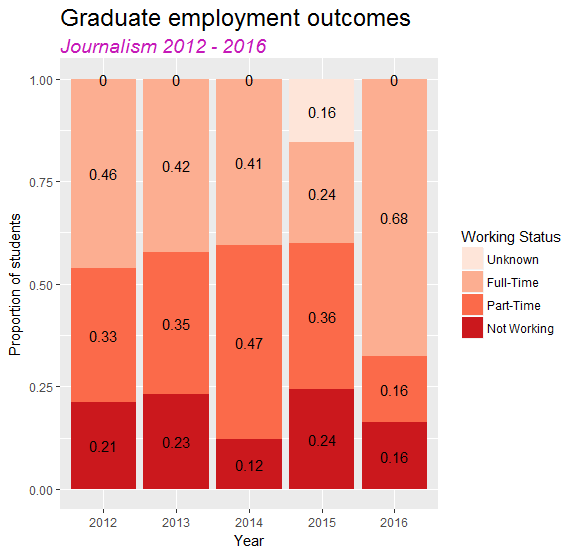 Graduate employment outcomes
Journalism 2012 - 2016
Proportion of students
1.00
0.75
0.50
0.25
0.00
0 0 0 0
0.16
0.46 0.42 0.41 0.24 0.68
0.33 0.35 0.47 0.36 0.16
0.21 0.23 0.12 0.24 0.16
2012 2013 2014 2015 2016
Year
Working Status
Unknown
Full-Time
Part-Time
Not Working